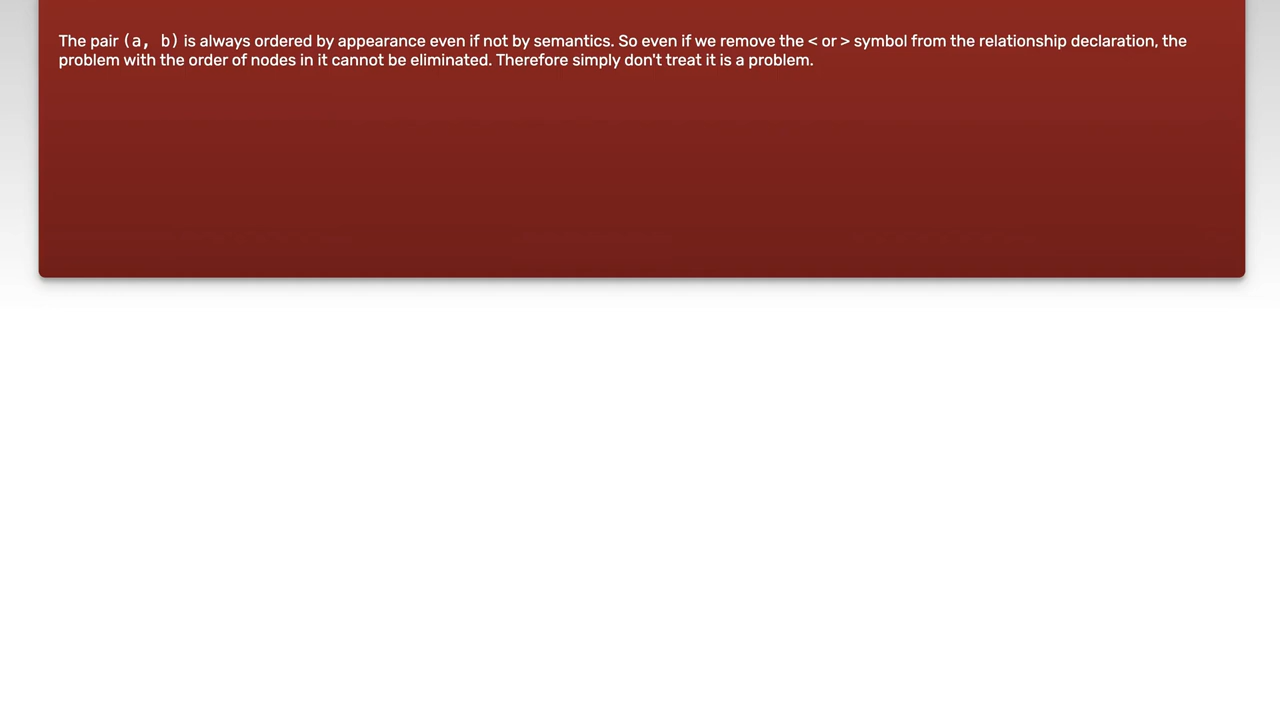 The pair (a, b) is always ordered by appearance even if not by semantics. So even if we remove the < or > symbol from the relationship declaration, the
problem with the order of nodes in it cannot be eliminated. Therefore simply don't treat it is a problem.